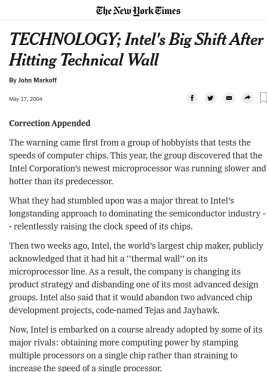 The New York Times
TECHNOLOGY; Intel's Big Shift After
Hitting Technical Wall
By John Markoff
May 17, 2004
Correction Appended
The warning came first from a group of hobbyists that tests the
speeds of computer chips. This year, the group discovered that the
Intel Corporation's newest microprocessor was running slower and
hotter than its predecessor.
What they had stumbled upon was a major threat to Intel's
longstanding approach to dominating the semiconductor industry -
- relentlessly raising the clock speed of its chips.
Then two weeks ago, Intel, the world's largest chip maker, publicly
acknowledged that it had hit a ''thermal wall'' on its
microprocessor line. As a result, the company is changing its
product strategy and disbanding one of its most advanced design
groups. Intel also said that it would abandon two advanced chip
development projects, code-named Tejas and Jayhawk.
Now, Intel is embarked on a course already adopted by some of its
major rivals: obtaining more computing power by stamping
multiple processors on a single chip rather than straining to
increase the speed of a single processor.